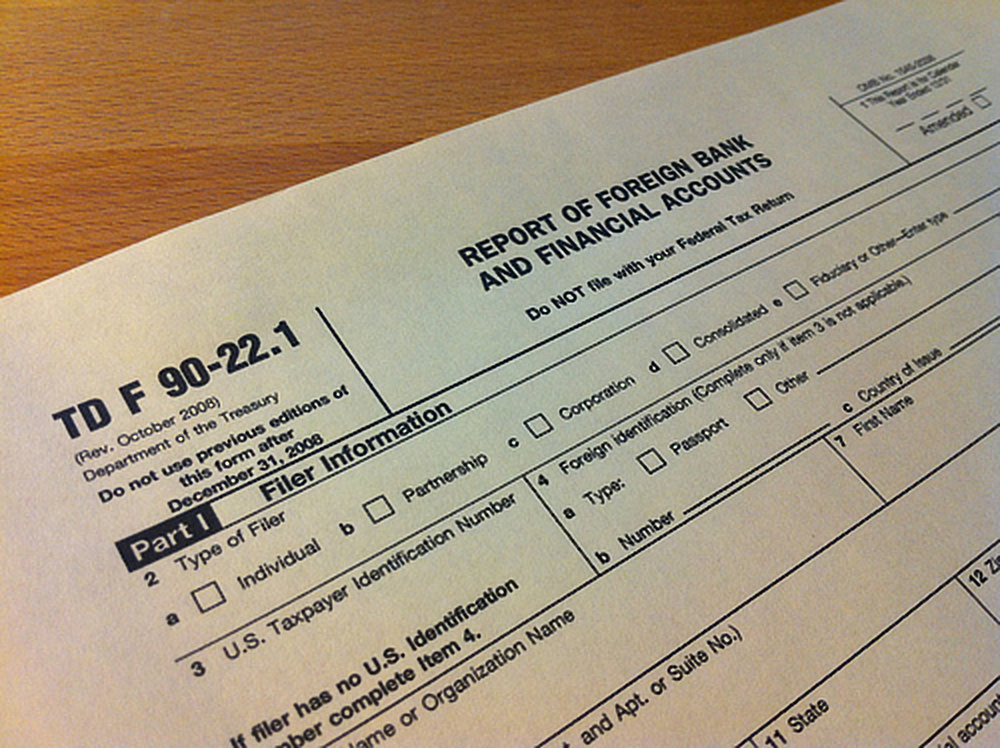 OMB No. 1545-2038
1 This Report is for Calendar
Year Ended 12/31
Amended
REPORT OF FOREIGN BANK
AND FINANCIAL ACCOUNTS
Do NOT file with your Federal Tax Return
TD F 90-22.1
(Rev. October 2008)
Department of the Treasury
Do not use previous editions of
this form after
December 31, 2008
Part I Filer Information
2 Type of Filer
a Individual b Partnership c Corporation d Consolidated e Fiduciary or Other—Enter type
3 U.S. Taxpayer Identification Number
If filer has no U.S. Identification
complete Item 4.
4 Foreign identification (Complete only if item 3 is not applicable.)
a Type: Passport Other
b Number c Country of Issue
or Organization Name
7 First Name
and Apt. or Suite No.)
11 State
12